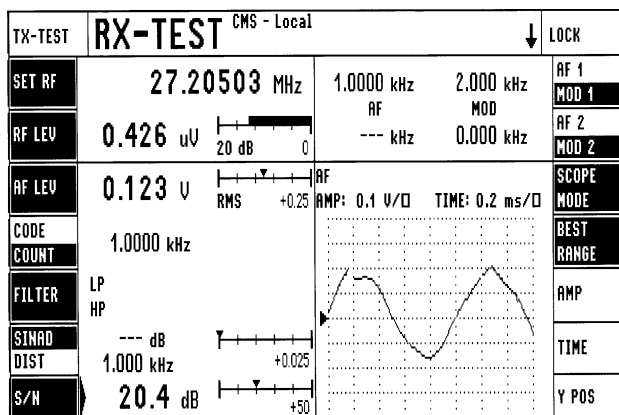 TX-TEST RX-TEST CMS - Local LOCK
SET RF 27.20503 MHz 1.0000 kHz 2.000 kHz AF 1
MOD 1
AF MOD
RF LEV 0.426 uV --- kHz 0.000 kHz AF 2
20 dB 0 MOD 2
AF LEV 0.123 V RMS +0.25 AF SCOPE
AMP: 0.1 V/□ TIME: 0.2 ms/□ MODE
CODE BEST
COUNT 1.0000 kHz RANGE
FILTER LP AMP
HP
SINAD --- dB TIME
DIST 1.000 kHz +0.025
S/N 20.4 dB +50 Y POS